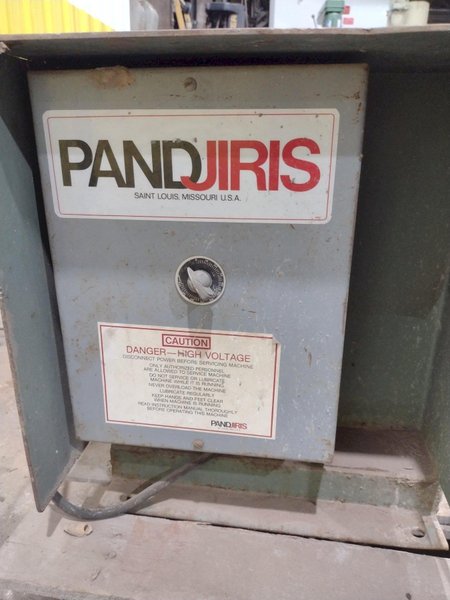 PANDJIRIS
SAINT LOUIS, MISSOURI U.S.A.
CAUTION
DANGER—HIGH VOLTAGE
DISCONNECT POWER BEFORE SERVICING MACHINE
ONLY AUTHORIZED PERSONNEL
ARE ALLOWED TO SERVICE MACHINE
DO NOT SERVICE OR LUBRICATE
MACHINE WHILE IT IS RUNNING
NEVER OVERLOAD THE MACHINE
LUBRICATE REGULARLY
KEEP HANDS AND FEET CLEAR
WHEN MACHINE IS RUNNING
READ INSTRUCTION MANUAL THOROUGHLY
BEFORE OPERATING THIS MACHINE
PANDJIRIS